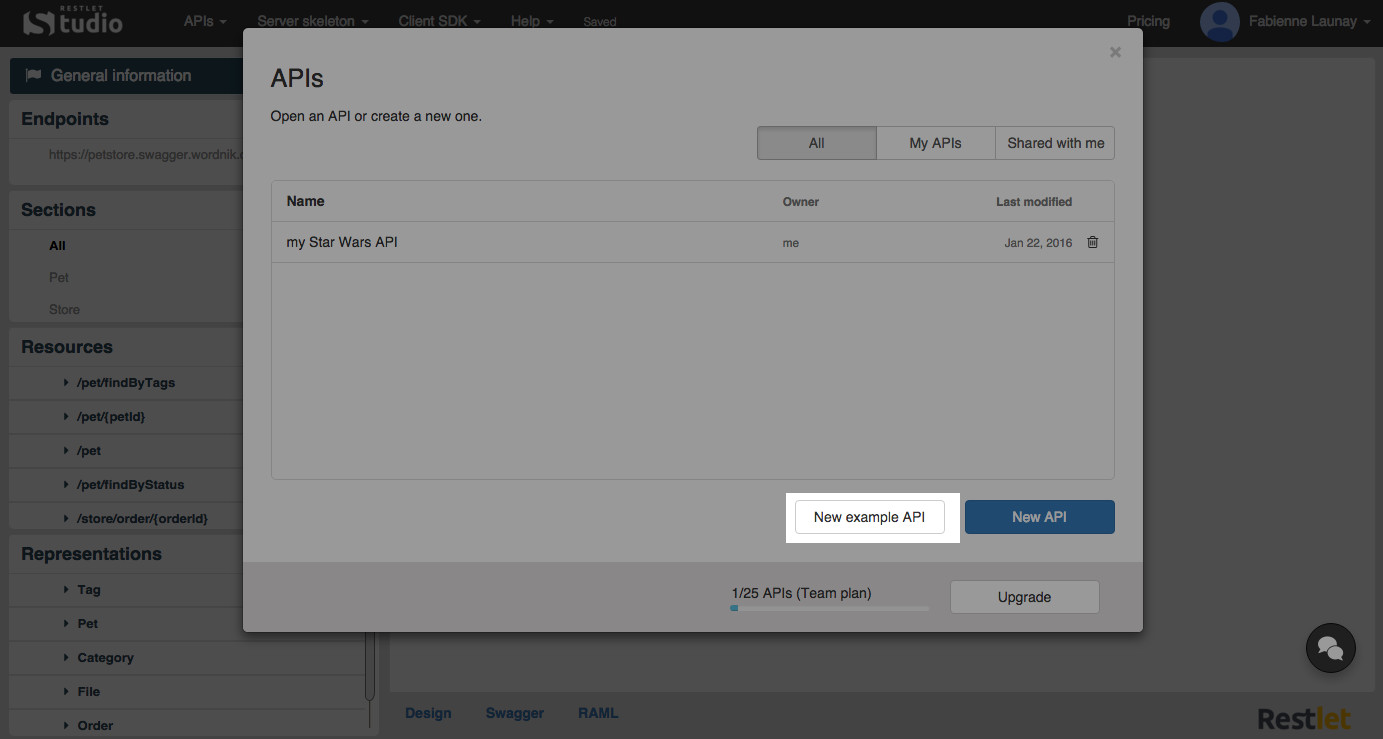 RESTLET
Studio
APIs
Server skeleton
Client SDK
Help
Saved
Pricing
Fabienne Launay
General information
Endpoints
https://petstore.swagger.wordnik.
Sections
All
Pet
Store
Resources
/pet/findByTags
/pet/{petId}
/pet
/pet/findByStatus
/store/order/{orderId}
Representations
Tag
Pet
Category
File
Order
APIs
Open an API or create a new one.
All
My APIs
Shared with me
Name
Owner
Last modified
my Star Wars API
me
Jan 22, 2016
New example API
New API
1/25 APIs (Team plan)
Upgrade
Design
Swagger
RAML
Restlet